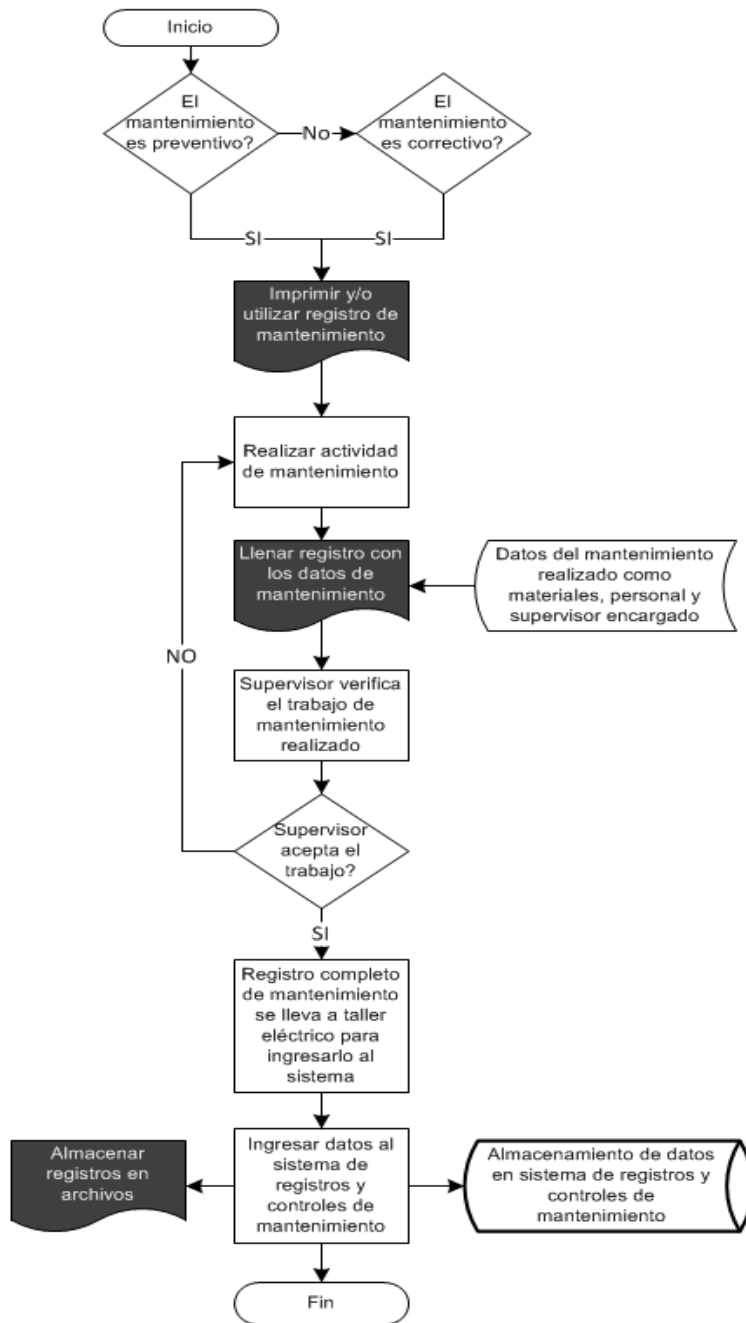 Inicio
El
mantenimiento
es preventivo?
No
El
mantenimiento
es correctivo?
SI
SI
Imprimir y/o
utilizar registro de
mantenimiento
Realizar actividad
de mantenimiento
Llenar registro con
los datos de
mantenimiento
Datos del mantenimiento
realizado como
materiales, personal y
supervisor encargado
NO
Supervisor verifica
el trabajo de
mantenimiento
realizado
Supervisor
acepta el
trabajo?
SI
Registro completo
de mantenimiento
se lleva a taller
eléctrico para
ingresarlo al
sistema
Almacenar
registros en
archivos
Ingresar datos al
sistema de
registros y
controles de
mantenimiento
Almacenamiento de datos
en sistema de registros y
controles de
mantenimiento
Fin